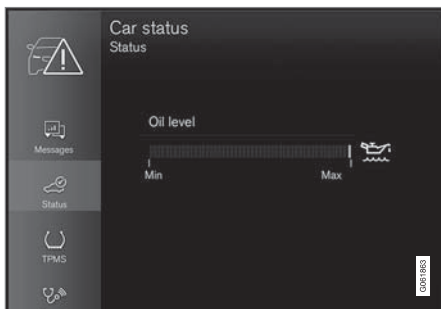 Car status
Status
Oil level
Min Max
Messages
Status
TPMS
G061863